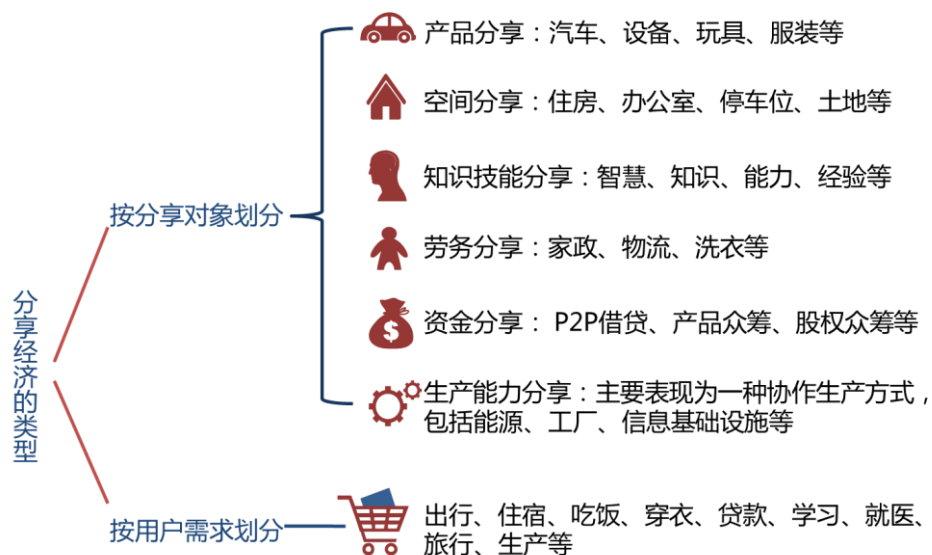 分享经济的类型
按分享对象划分
产品分享：汽车、设备、玩具、服装等
空间分享：住房、办公室、停车位、土地等
知识技能分享：智慧、知识、能力、经验等
劳务分享：家政、物流、洗衣等
$
资金分享： P2P借贷、产品众筹、股权众筹等
生产能力分享：主要表现为一种协作生产方式，
包括能源、工厂、信息基础设施等
按用户需求划分
出行、住宿、吃饭、穿衣、贷款、学习、就医、
旅行、生产等